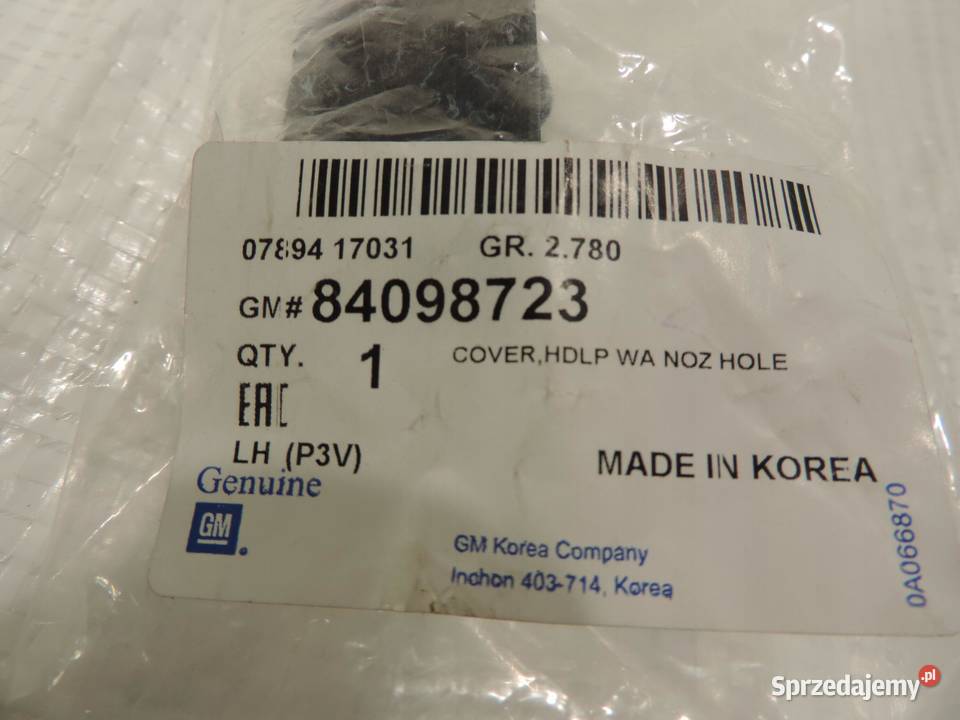 07894 17031 GR. 2.780
GM# 84098723
QTY. 1 COVER,HDLP WA NOZ HOLE
EAC
LH (P3V)
MADE IN KOREA
Genuine
GM
GM Korea Company
Inchon 403-714, Korea
0A066870
Sprzedajemy.pl